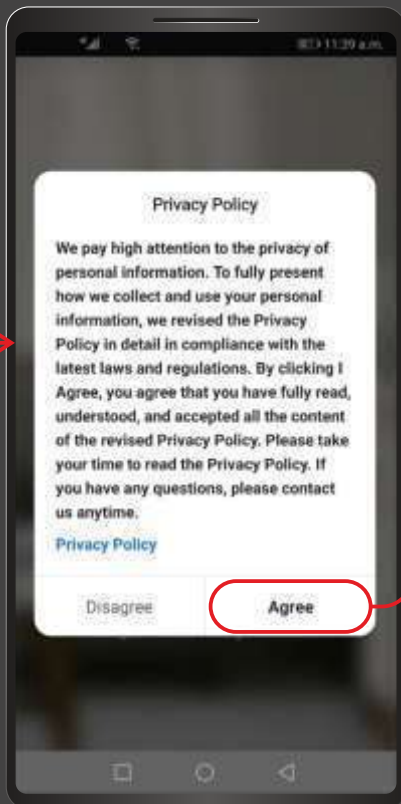 11:39 a.m.
Privacy Policy
We pay high attention to the privacy of
personal information. To fully present
how we collect and use your personal
information, we revised the Privacy
Policy in detail in compliance with the
latest laws and regulations. By clicking I
Agree, you agree that you have fully read,
understood, and accepted all the content
of the revised Privacy Policy. Please take
your time to read the Privacy Policy. If
you have any questions, please contact
us anytime.
Privacy Policy
Disagree Agree